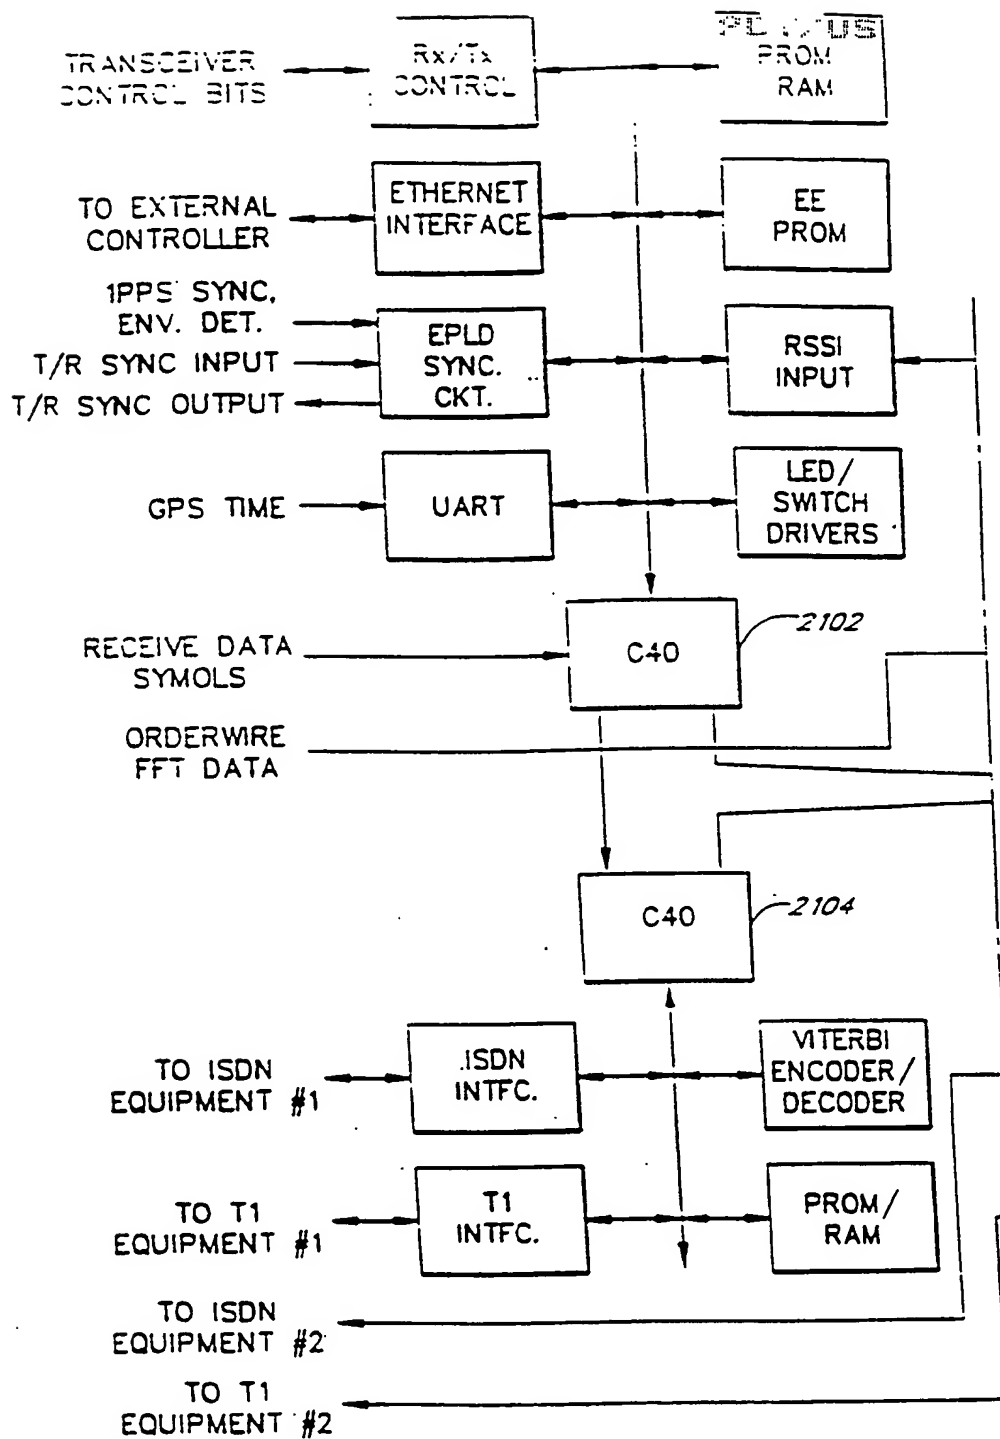 TRANSCEIVER
CONTROL BITS
Rx/Tx
CONTROL
PROM
RAM
TO EXTERNAL
CONTROLLER
ETHERNET
INTERFACE
EE
PROM
1PPS SYNC,
ENV. DET.
T/R SYNC INPUT
T/R SYNC OUTPUT
EPLD
SYNC.
CKT.
RSSI
INPUT
GPS TIME
UART
LED/
SWITCH
DRIVERS
RECEIVE DATA
SYMOLS
C40
2102
ORDERWIRE
FFT DATA
C40
2104
TO ISDN
EQUIPMENT #1
ISDN
INTFC.
VITERBI
ENCODER/
DECODER
TO T1
EQUIPMENT #1
T1
INTFC.
PROM/
RAM
TO ISDN
EQUIPMENT #2
TO T1
EQUIPMENT #2